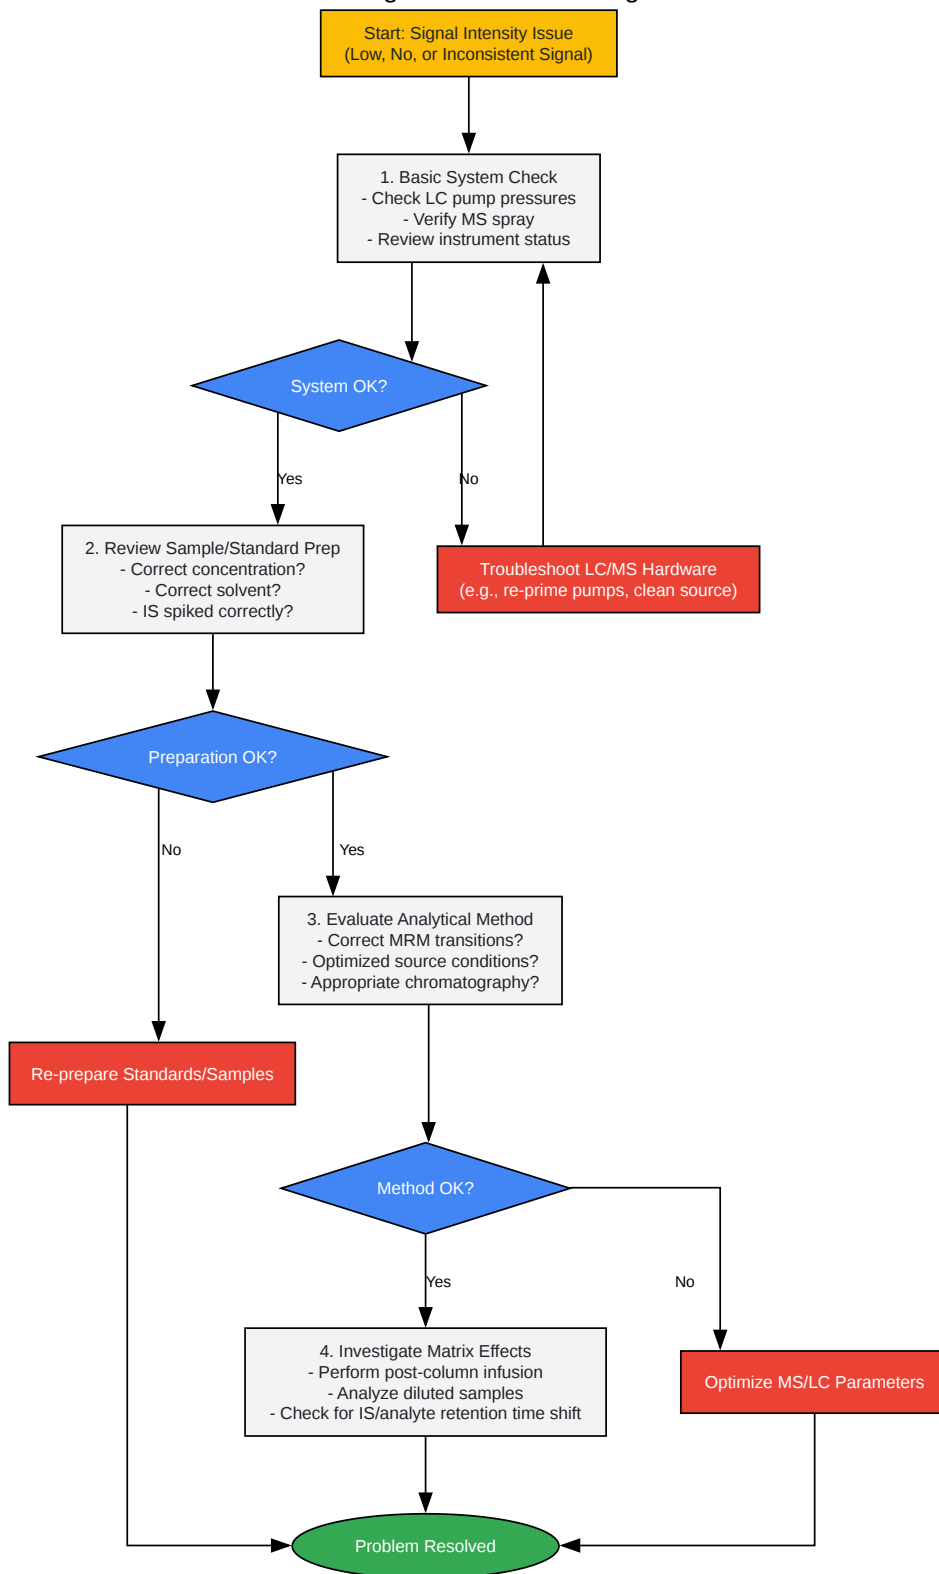 Start: Signal Intensity Issue
(Low, No, or Inconsistent Signal)
1. Basic System Check
- Check LC pump pressures
- Verify MS spray
- Review instrument status
System OK?
Yes
No
2. Review Sample/Standard Prep
- Correct concentration?
- Correct solvent?
- IS spiked correctly?
Troubleshoot LC/MS Hardware
(e.g., re-prime pumps, clean source)
Preparation OK?
No
Yes
3. Evaluate Analytical Method
- Correct MRM transitions?
- Optimized source conditions?
- Appropriate chromatography?
Re-prepare Standards/Samples
Method OK?
Yes
No
4. Investigate Matrix Effects
- Perform post-column infusion
- Analyze diluted samples
- Check for IS/analyte retention time shift
Optimize MS/LC Parameters
Problem Resolved